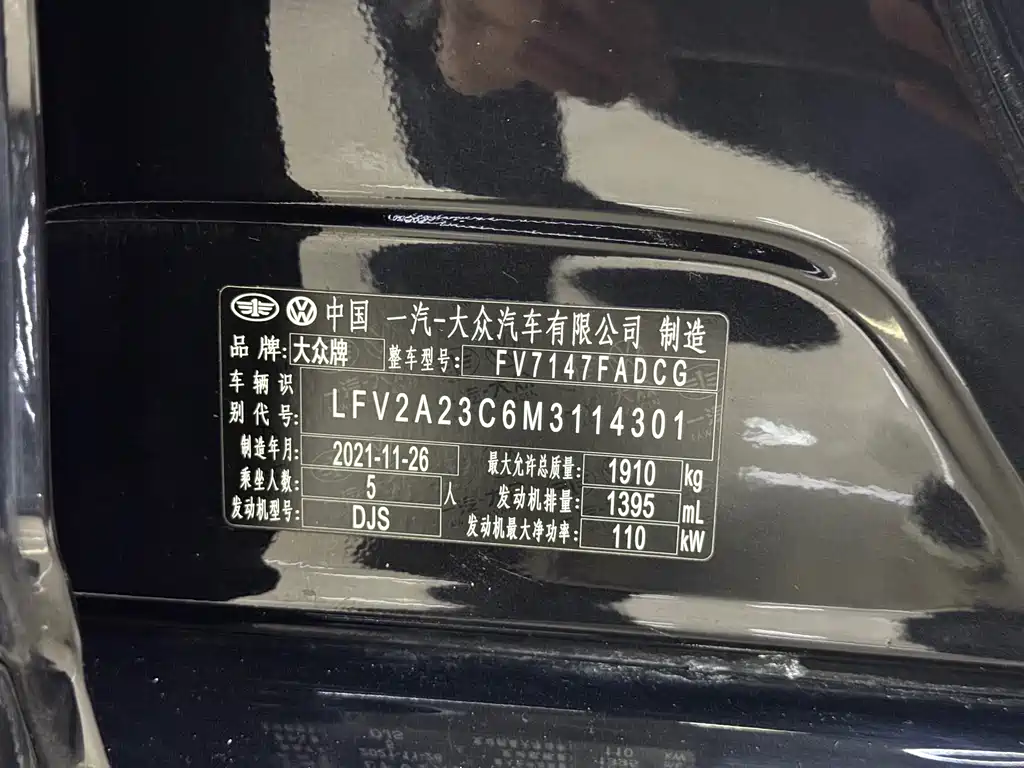 中国 一汽-大众汽车有限公司 制造
品牌: 大众牌 整车型号: FV7147FADCG
车辆识别代号: LFV2A23C6M3114301
制造年月: 2021-11-26 最大允许总质量: 1910 kg
乘坐人数: 5 人 发动机排量: 1395 mL
发动机型号: DJS 发动机最大净功率: 110 kW